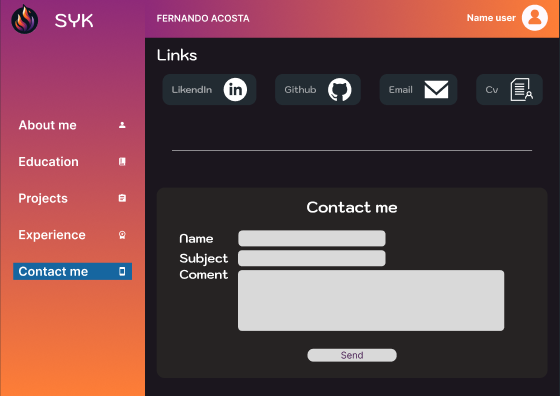 SYK
FERNANDO ACOSTA
Name user
About me
Education
Projects
Experience
Contact me
Links
LikendIn
Github
Email
Cv
Contact me
Name
Subject
Coment
Send